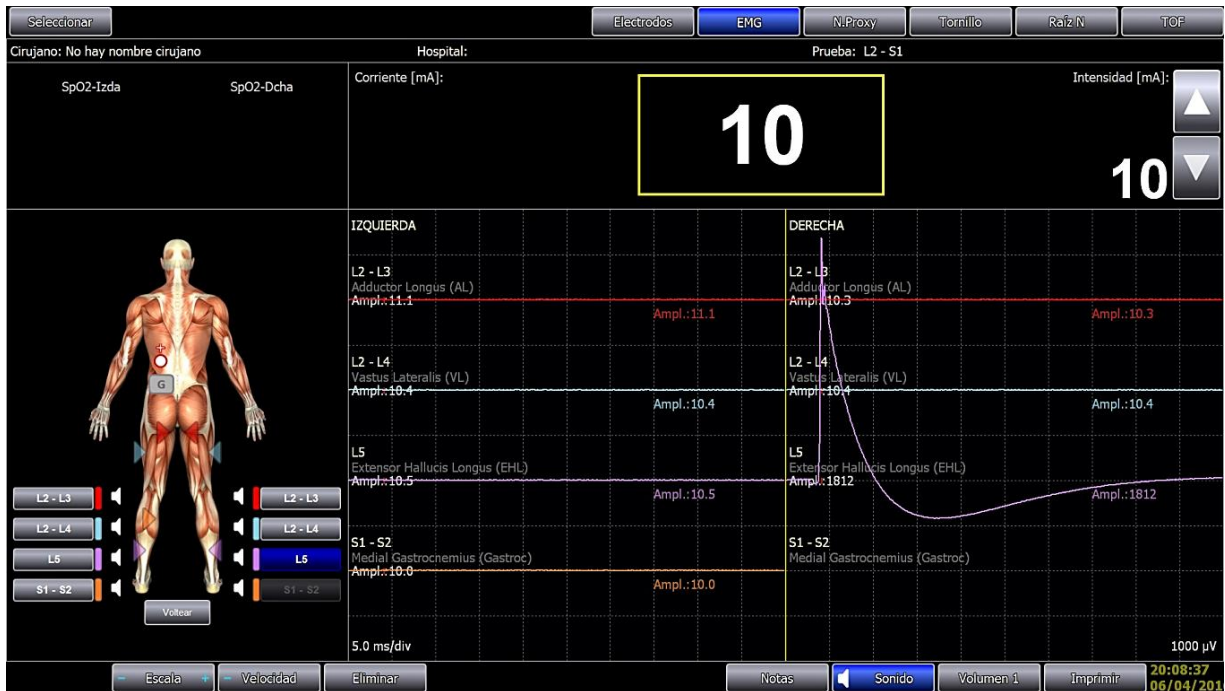 Seleccionar Electrodos EMG N.Proxy Tornillo Raíz N TOF
Cirujano: No hay nombre cirujano Hospital: Prueba: L2 - S1
SpO2-Izda SpO2-Dcha
Corriente [mA]: 10 Intensidad [mA]: 10
IZQUIERDA
L2 - L3
Adductor Longus (AL)
Ampl.:11.1
Ampl.:11.1
L2 - L4
Vastus Lateralis (VL)
Ampl.:10.4
Ampl.:10.4
L5
Extensor Hallucis Longus (EHL)
Ampl.:10.5
Ampl.:10.5
S1 - S2
Medial Gastrocnemius (Gastroc)
Ampl.:10.0
Ampl.:10.0
5.0 ms/div
DERECHA
L2 - L3
Adductor Longus (AL)
Ampl.:10.3
Ampl.:10.3
L2 - L4
Vastus Lateralis (VL)
Ampl.:10.4
Ampl.:10.4
L5
Extensor Hallucis Longus (EHL)
Ampl.:1812
Ampl.:1812
S1 - S2
Medial Gastrocnemius (Gastroc)
1000 µV
G
L2 - L3 L2 - L3
L2 - L4 L2 - L4
L5 L5
S1 - S2 S1 - S2
Voltear
- Escala + - Velocidad Eliminar Notas Sonido Volumen 1 Imprimir
20:08:37
06/04/201